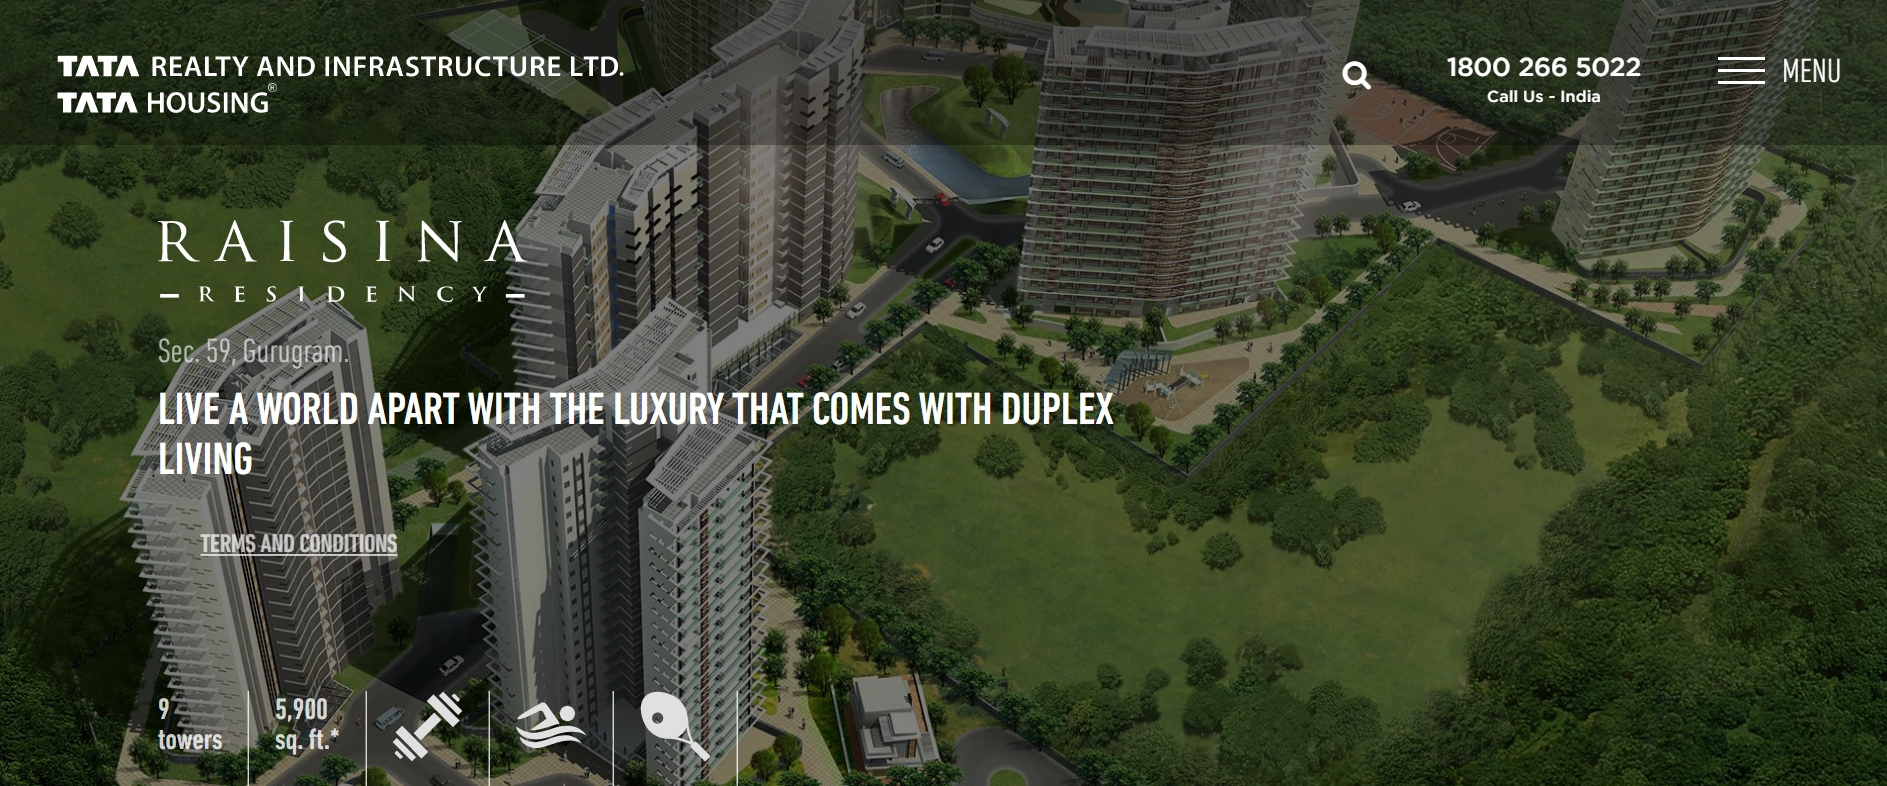 TATA REALTY AND INFRASTRUCTURE LTD.
TATA HOUSING®
1800 266 5022
Call Us - India
MENU
RAISINA
RESIDENCY
Sec. 59, Gurugram.
LIVE A WORLD APART WITH THE LUXURY THAT COMES WITH DUPLEX
LIVING
TERMS AND CONDITIONS
9
towers
5,900
sq. ft.*